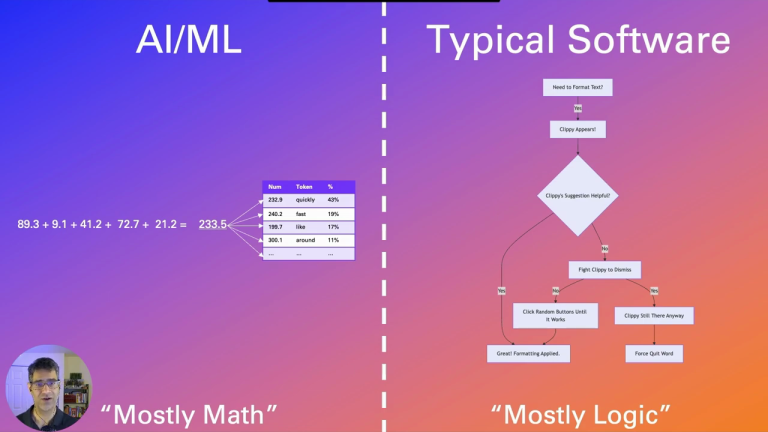 AI/ML
Typical Software
89.3 + 9.1 + 41.2 + 72.7 + 21.2 = 233.5
Num Token %
232.9 quickly 43%
240.2 fast 19%
199.7 like 17%
300.1 around 11%
... ... ...
Need to Format Text?
Yes
Clippy Appears!
Clippy's Suggestion Helpful?
No
Fight Clippy to Dismiss
Yes
No
Yes
Click Random Buttons Until
it Works
Clippy Still There Anyway
Great! Formatting Applied.
Force Quit Word
“Mostly Math”
“Mostly Logic”